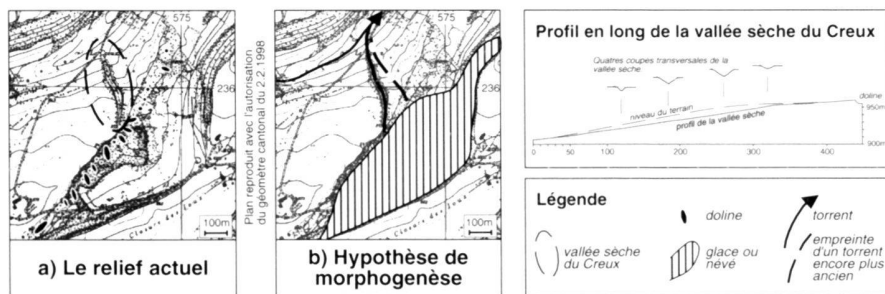 575
236
100m
a) Le relief actuel
Plan reproduit avec l'autorisation
du géomètre cantonal du 2.2.1998
575
236
100m
b) Hypothèse de
morphogenèse
Profil en long de la vallée sèche du Creux
Quatres coupes transversales de la
vallée sèche
doline
niveau du terrain
profil de la vallée sèche
950m
900m
0
50
100
200
300
400
Légende
vallée sèche
du Creux
doline
glace ou
névé
torrent
empreinte
d'un torrent
encore plus
ancien